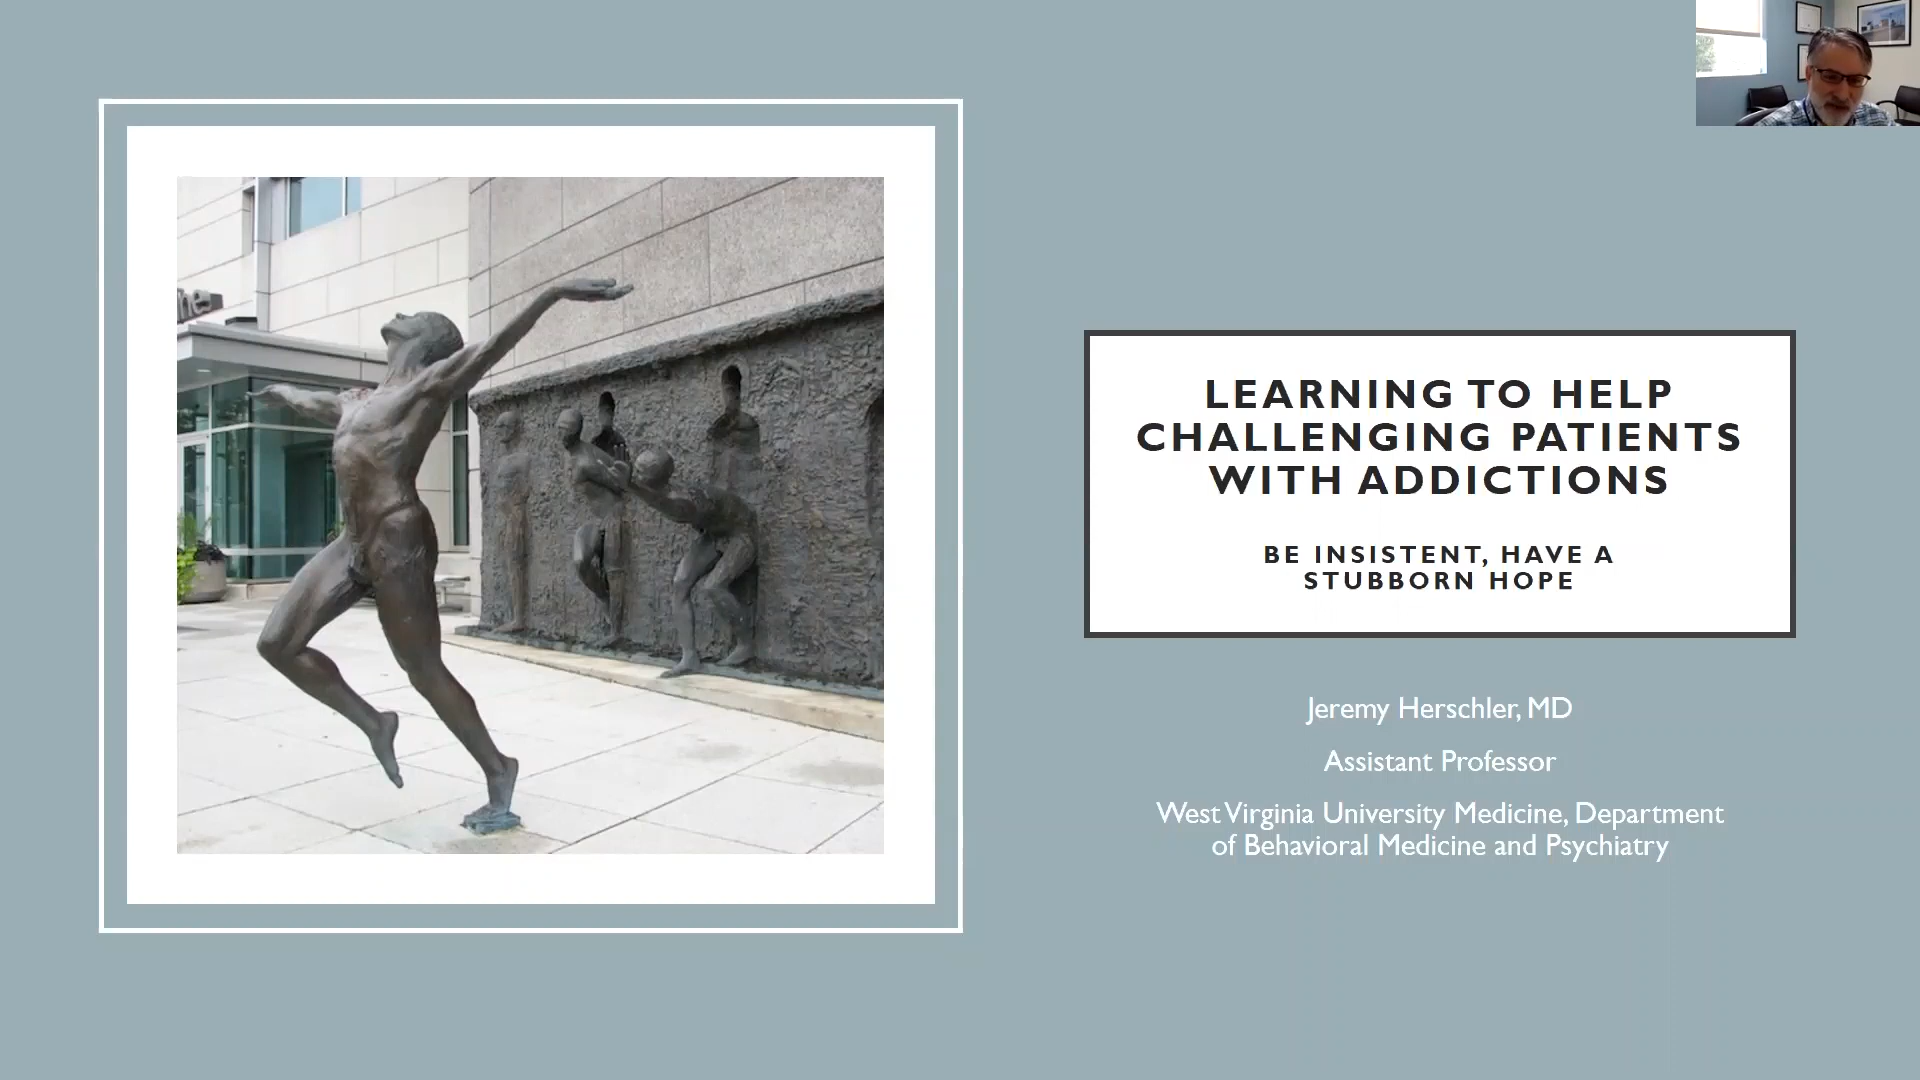 LEARNING TO HELP
CHALLENGING PATIENTS
WITH ADDICTIONS
BE INSISTENT, HAVE A
STUBBORN HOPE
Jeremy Herschler, MD
Assistant Professor
West Virginia University Medicine, Department
of Behavioral Medicine and Psychiatry